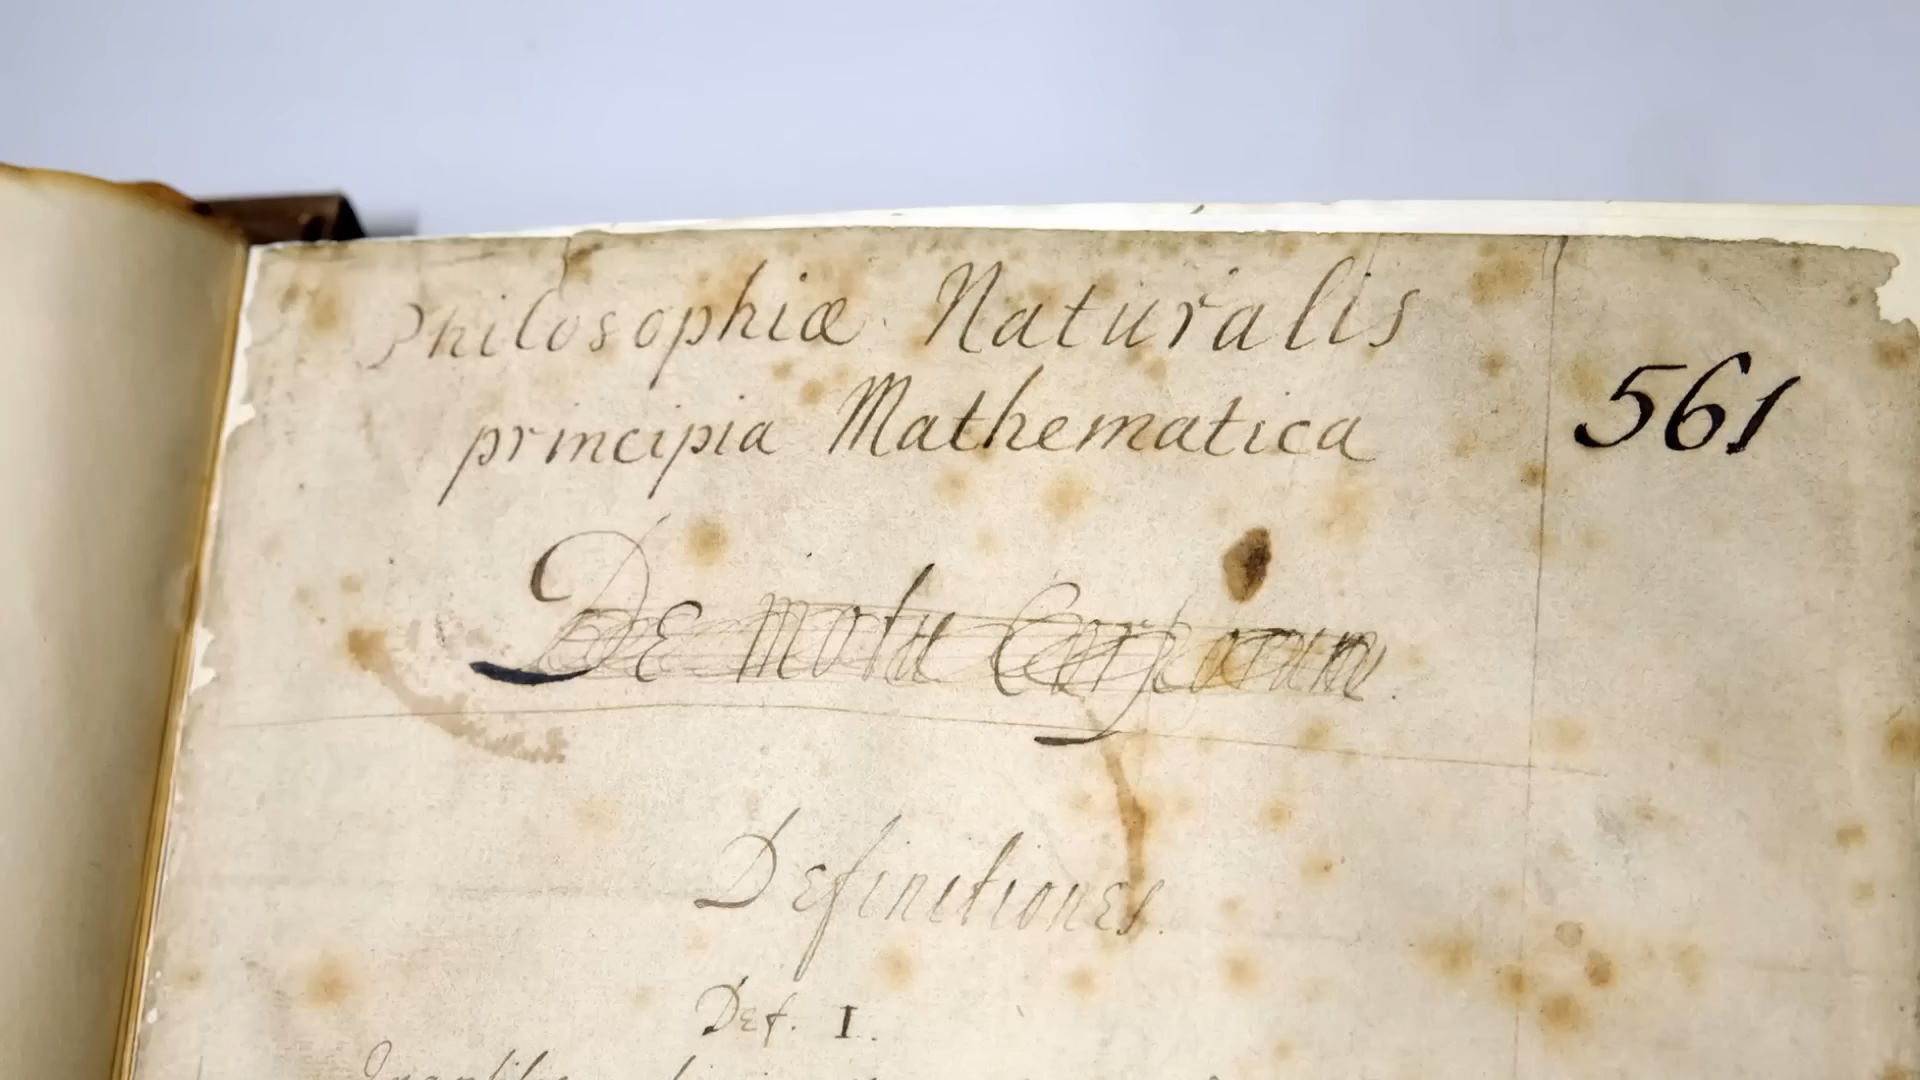 Philosophiæ Naturalis
principia Mathematica
561
De motu Corporum.
Definitiones.
Def. I.